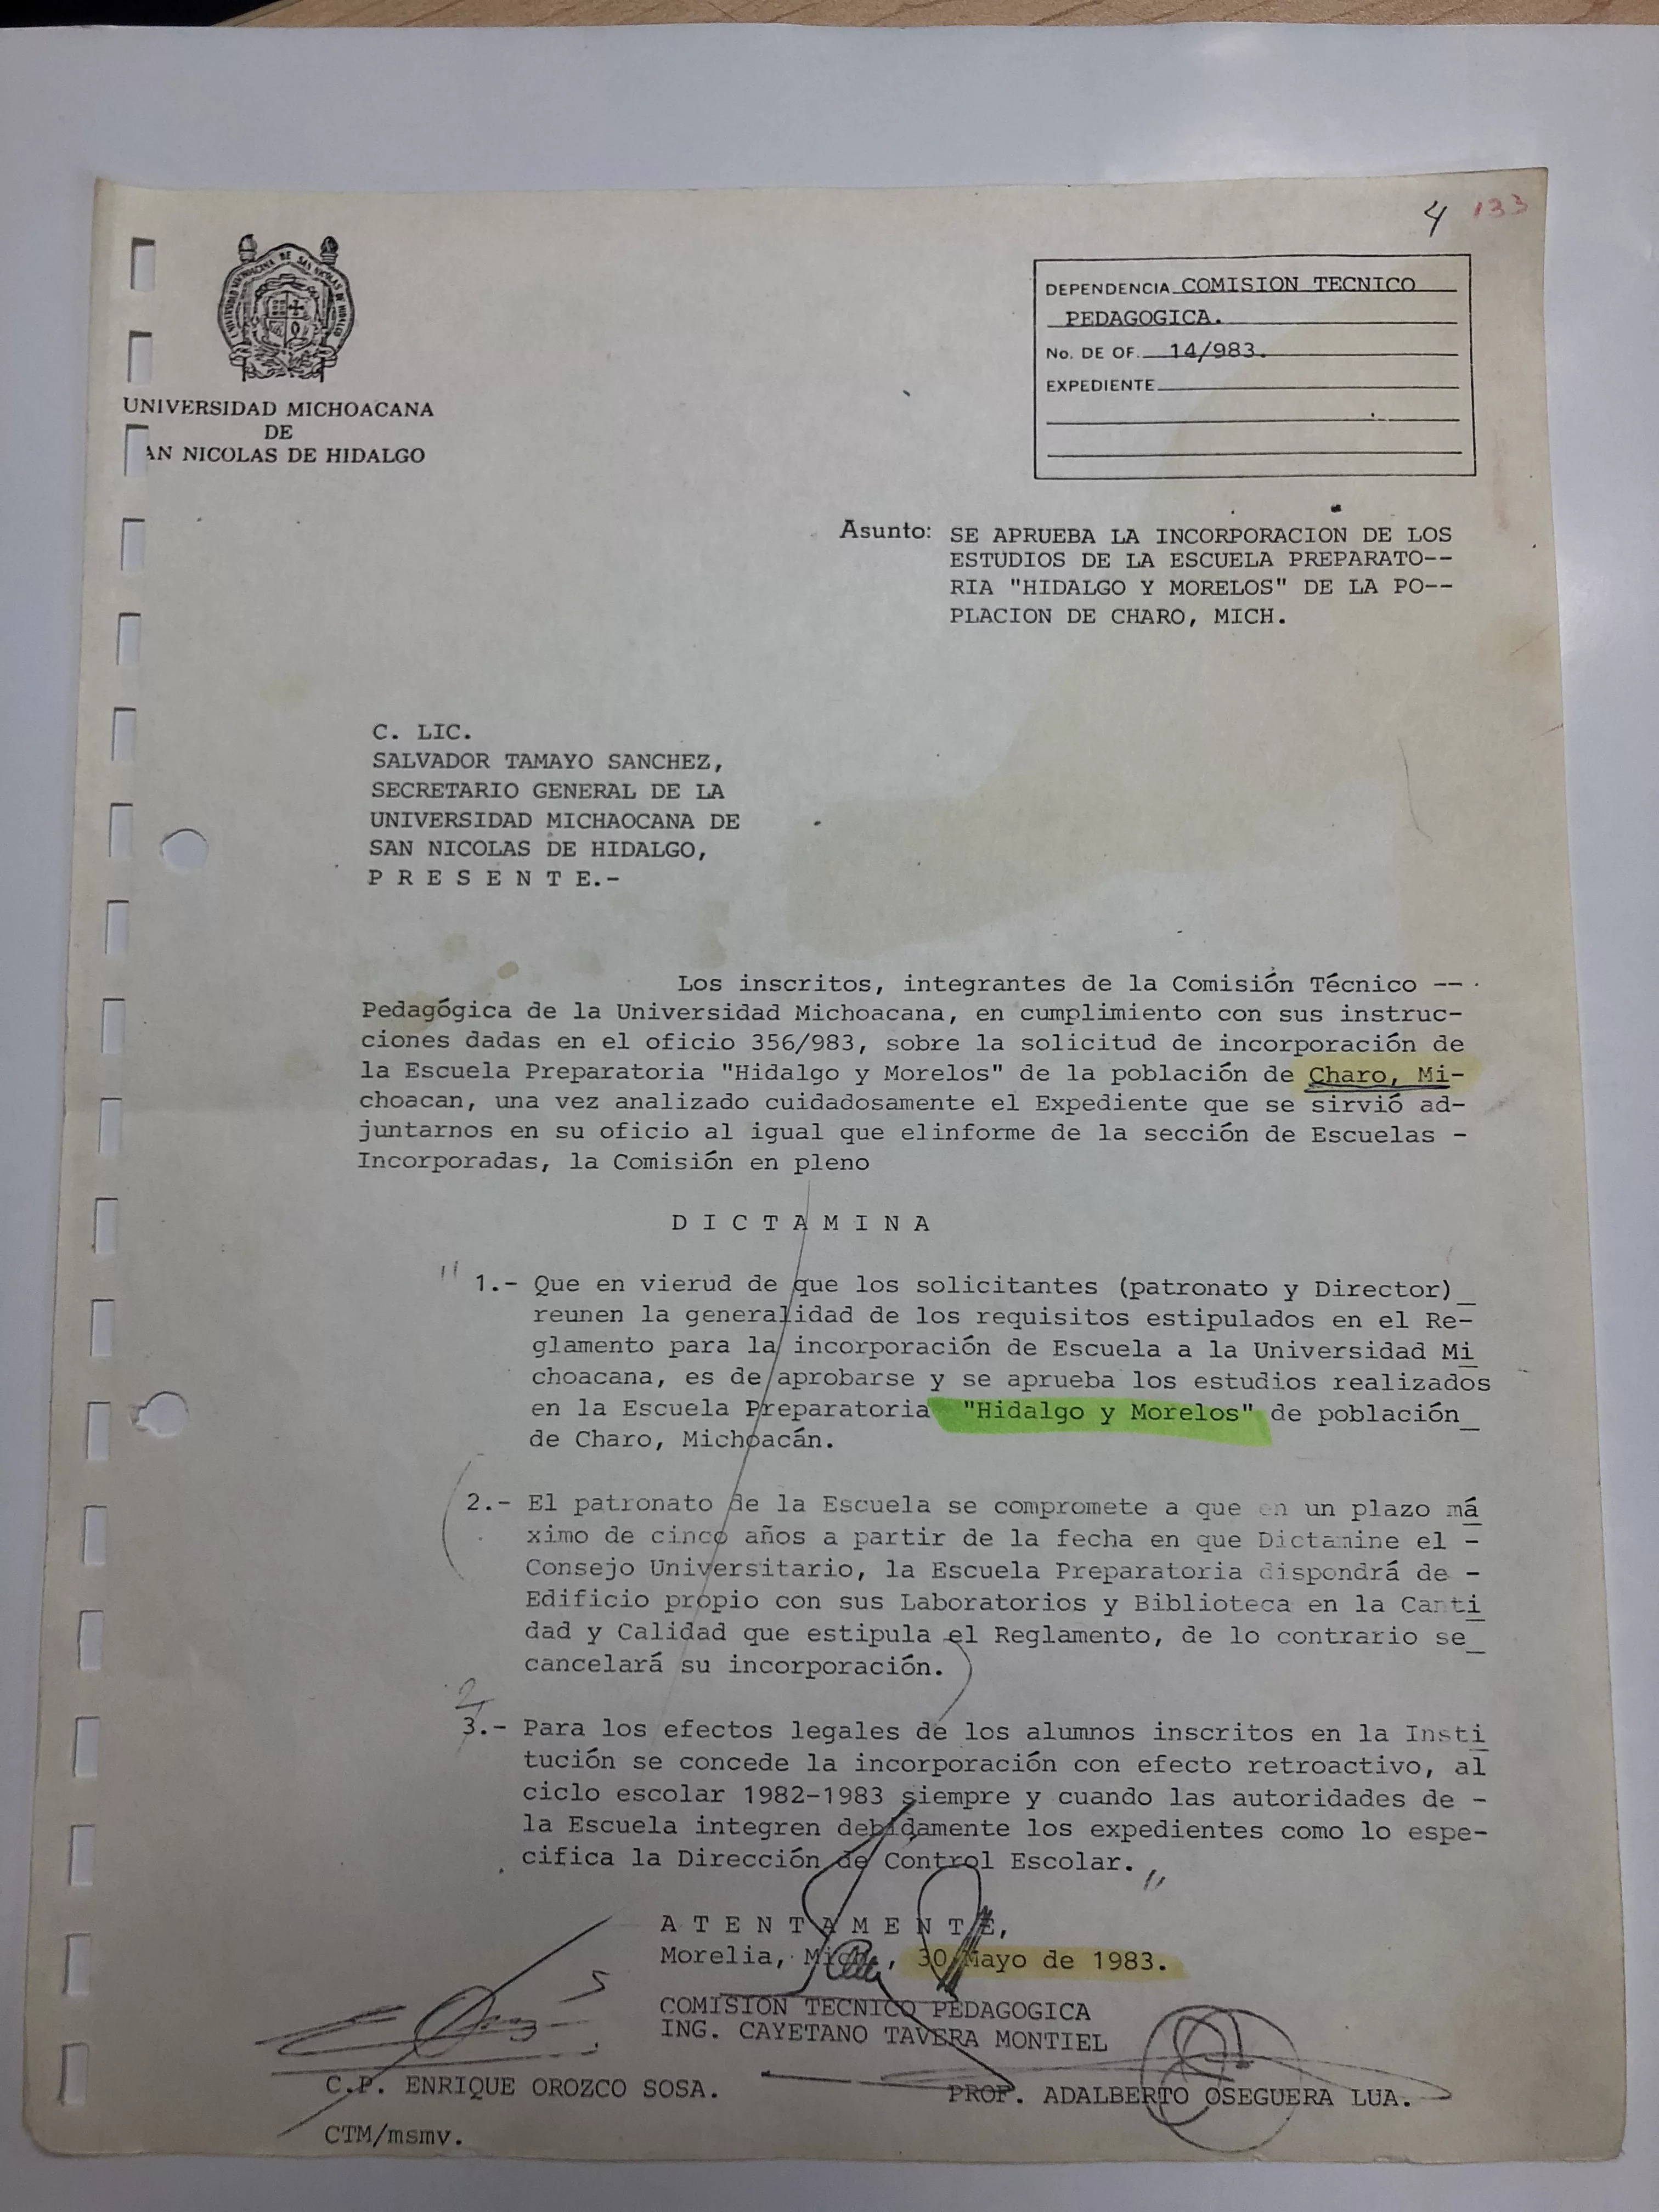 4 133
UNIVERSIDAD MICHOACANA DE SAN NICOLAS DE HIDALGO
DEPENDENCIA COMISION TECNICO
PEDAGOGICA.
No. DE OF. 14/983.
EXPEDIENTE
UNIVERSIDAD MICHOACANA
DE
AN NICOLAS DE HIDALGO
Asunto: SE APRUEBA LA INCORPORACION DE LOS
ESTUDIOS DE LA ESCUELA PREPARATO--
RIA "HIDALGO Y MORELOS" DE LA PO--
PLACION DE CHARO, MICH.
C. LIC.
SALVADOR TAMAYO SANCHEZ,
SECRETARIO GENERAL DE LA
UNIVERSIDAD MICHAOCANA DE
SAN NICOLAS DE HIDALGO,
P R E S E N T E.-
Los inscritos, integrantes de la Comisión Técnico --
Pedagógica de la Universidad Michoacana, en cumplimiento con sus instruc-
ciones dadas en el oficio 356/983, sobre la solicitud de incorporación de
la Escuela Preparatoria "Hidalgo y Morelos" de la población de Charo, Mi-
choacan, una vez analizado cuidadosamente el Expediente que se sirvió ad-
juntarnos en su oficio al igual que elinforme de la sección de Escuelas -
Incorporadas, la Comisión en pleno
D I C T A M I N A
" 1.- Que en vierud de que los solicitantes (patronato y Director)_
reunen la generalidad de los requisitos estipulados en el Re-
glamento para la incorporación de Escuela a la Universidad Mi
choacana, es de aprobarse y se aprueba los estudios realizados
en la Escuela Preparatoria "Hidalgo y Morelos" de población_
de Charo, Michoacán.
2.- El patronato de la Escuela se compromete a que en un plazo má
ximo de cinco años a partir de la fecha en que Dictamine el -
Consejo Universitario, la Escuela Preparatoria dispondrá de -
Edificio propio con sus Laboratorios y Biblioteca en la Canti
dad y Calidad que estipula el Reglamento, de lo contrario se_
cancelará su incorporación.
2
3.- Para los efectos legales de los alumnos inscritos en la Insti
tución se concede la incorporación con efecto retroactivo, al
ciclo escolar 1982-1983 siempre y cuando las autoridades de -
la Escuela integren debidamente los expedientes como lo espe-
cifica la Dirección de Control Escolar. "
A T E N T A M E N T E,
Morelia, Mich., 30 Mayo de 1983.
COMISION TECNICO PEDAGOGICA
ING. CAYETANO TAVERA MONTIEL
C.P. ENRIQUE OROZCO SOSA.
PROF. ADALBERTO OSEGUERA LUA.
CTM/msmv.